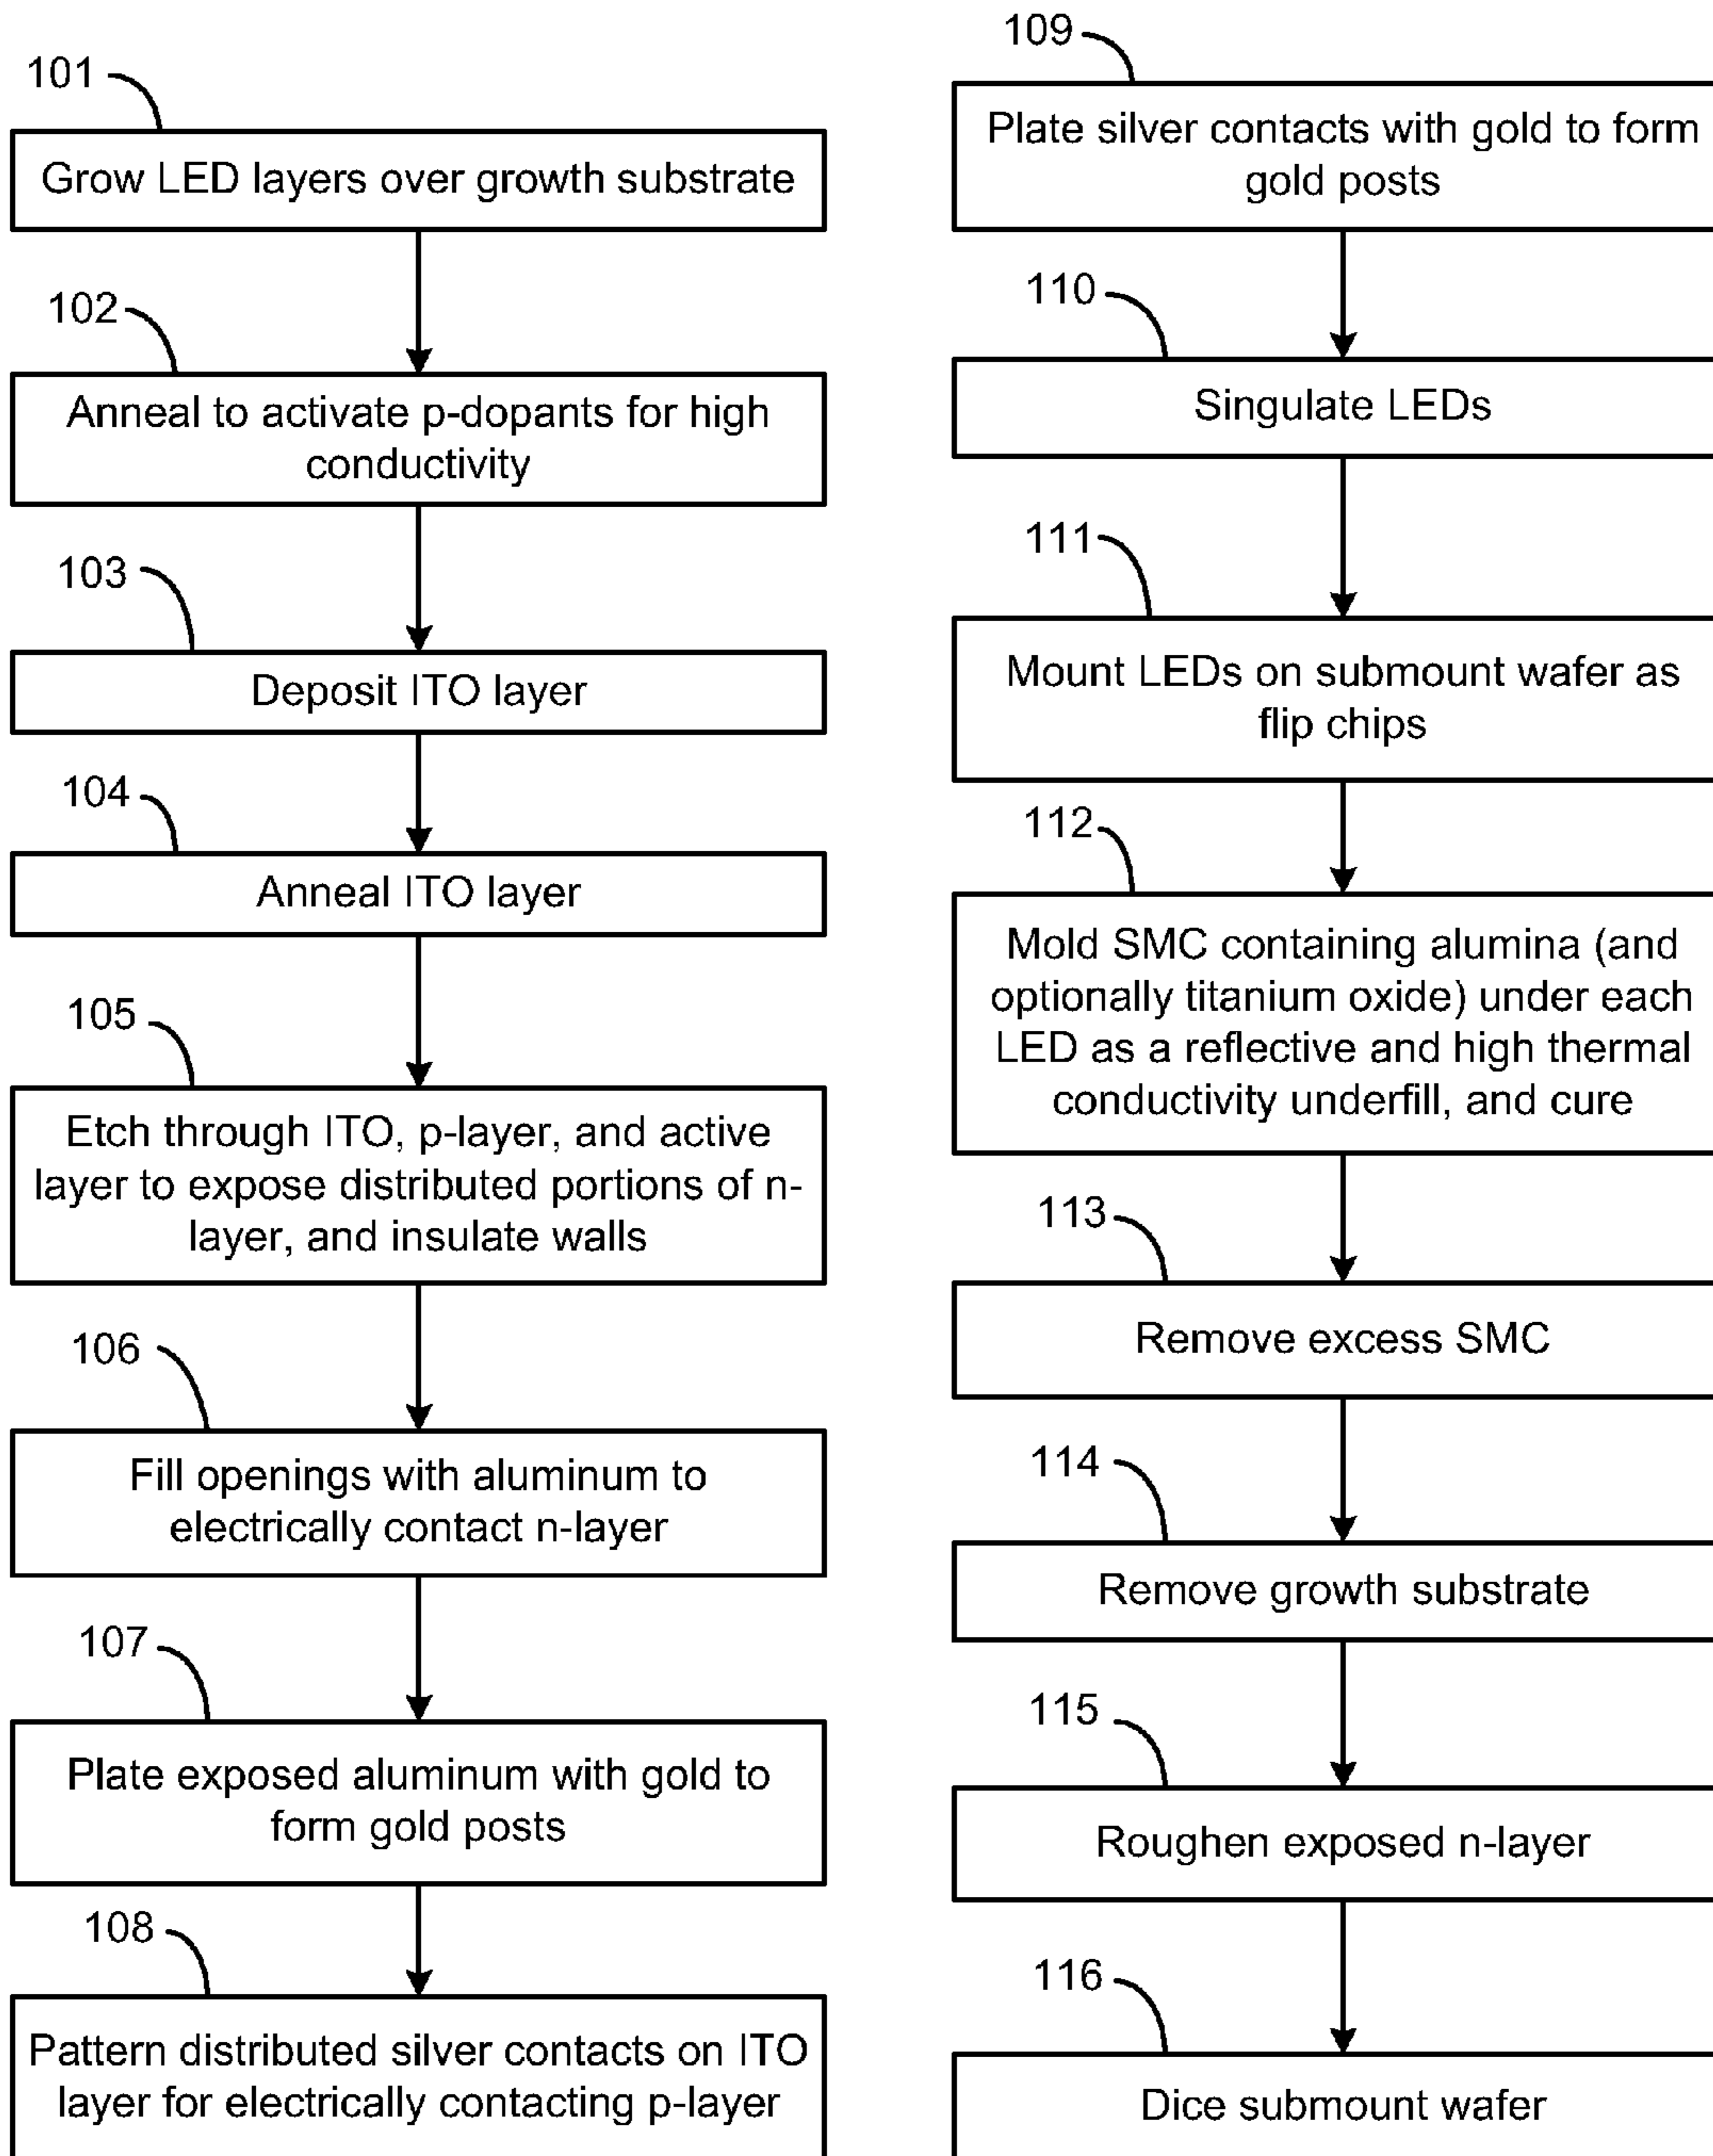 101
Grow LED layers over growth substrate
102
Anneal to activate p-dopants for high
conductivity
103
Deposit ITO layer
104
Anneal ITO layer
105
Etch through ITO, p-layer, and active
layer to expose distributed portions of n-
layer, and insulate walls
106
Fill openings with aluminum to
electrically contact n-layer
107
Plate exposed aluminum with gold to
form gold posts
108
Pattern distributed silver contacts on ITO
layer for electrically contacting p-layer
109
Plate silver contacts with gold to form
gold posts
110
Singulate LEDs
111
Mount LEDs on submount wafer as
flip chips
112
Mold SMC containing alumina (and
optionally titanium oxide) under each
LED as a reflective and high thermal
conductivity underfill, and cure
113
Remove excess SMC
114
Remove growth substrate
115
Roughen exposed n-layer
116
Dice submount wafer